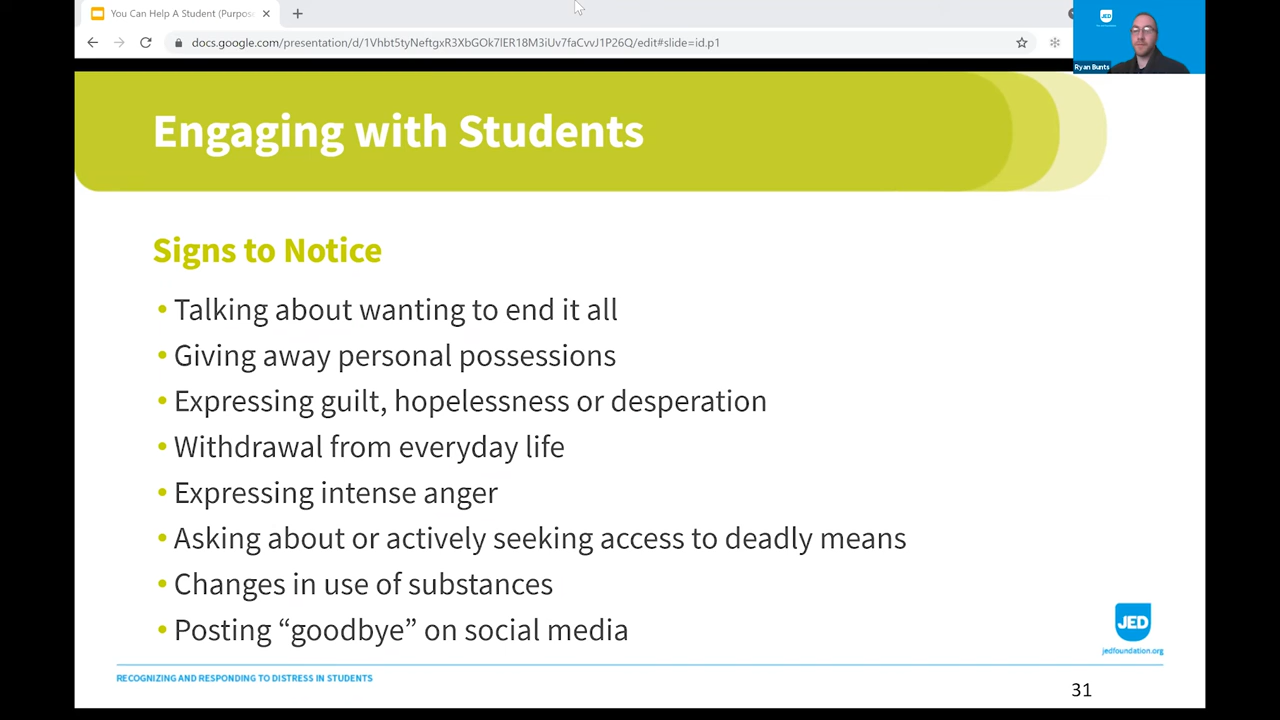 You Can Help A Student (Purpos
docs.google.com/presentation/d/1Vhbt5tyNeftgxR3XbGOk7lER18M3iUv7faCvvJ1P26Q/edit#slide=id.p1
JED
Ryan Bunts
Engaging with Students
Signs to Notice
• Talking about wanting to end it all
• Giving away personal possessions
• Expressing guilt, hopelessness or desperation
• Withdrawal from everyday life
• Expressing intense anger
• Asking about or actively seeking access to deadly means
• Changes in use of substances
• Posting “goodbye” on social media
JED
jedfoundation.org
RECOGNIZING AND RESPONDING TO DISTRESS IN STUDENTS
31